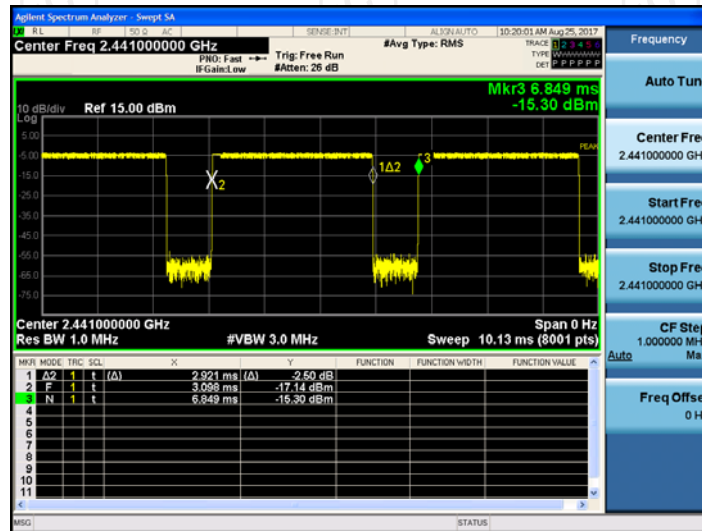 Agilent Spectrum Analyzer - Swept SA
RL RF 50 Ω AC SENSE:INT ALIGN AUTO 10:20:01 AM Aug 25, 2017
Center Freq 2.441000000 GHz #Avg Type: RMS TRACE 1 2 3 4 5 6
PNO: Fast Trig: Free Run TYPE
IFGain:Low #Atten: 26 dB DET P P P P P P
Mkr3 6.849 ms
-15.30 dBm
10 dB/div Ref 15.00 dBm
Log
5.00
-5.00
-15.0
-25.0
-35.0
-45.0
-55.0
-65.0
-75.0
PEAK
X2
1Δ2
3
Center 2.441000000 GHz Span 0 Hz
Res BW 1.0 MHz #VBW 3.0 MHz Sweep 10.13 ms (8001 pts)
MKR MODE TRC SCL X Y FUNCTION FUNCTION WIDTH FUNCTION VALUE
1 Δ2 1 t (Δ) 2.921 ms (Δ) -2.50 dB
2 F 1 t 3.098 ms -17.14 dBm
3 N 1 t 6.849 ms -15.30 dBm
4
5
6
7
8
9
10
11
MSG STATUS
Frequency
Auto Tun
Center Fre
2.441000000 GH
Start Fre
2.441000000 GH
Stop Fre
2.441000000 GH
CF Ste
1.000000 MH
Auto Ma
Freq Offse
0 H